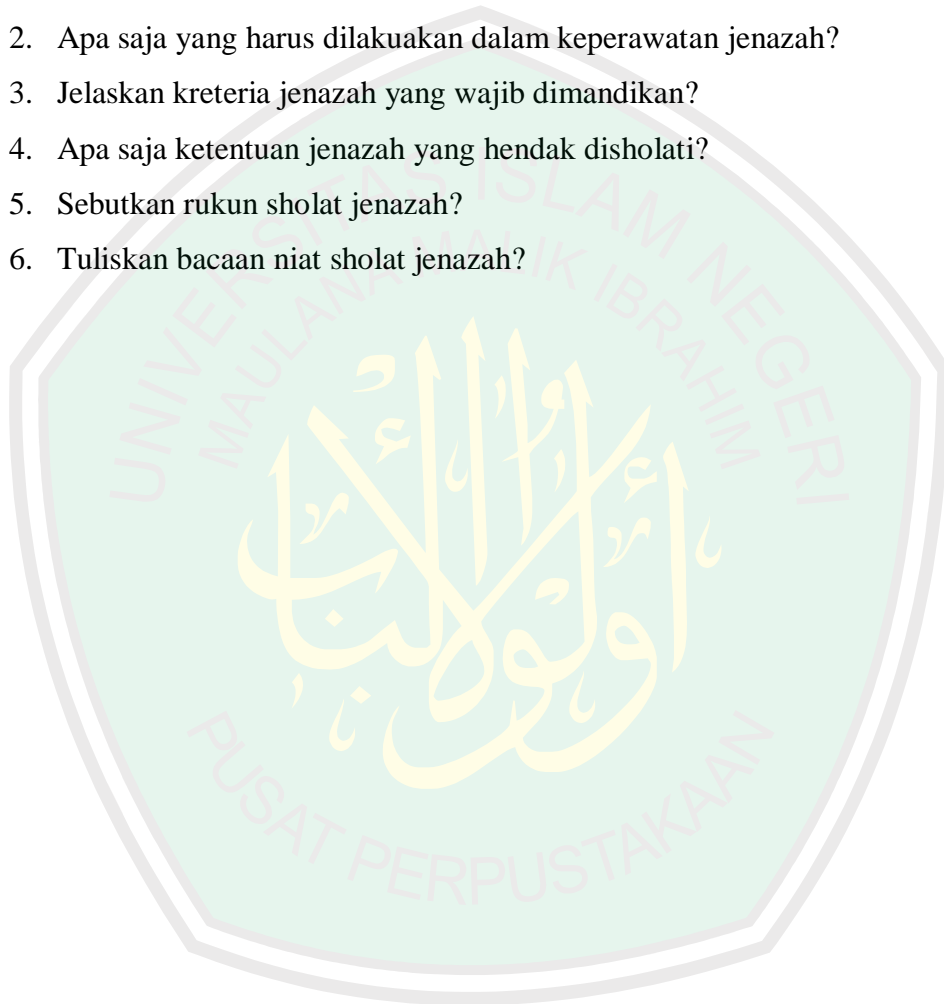 2. Apa saja yang harus dilakuakan dalam keperawatan jenazah?
3. Jelaskan kreteria jenazah yang wajib dimandikan?
4. Apa saja ketentuan jenazah yang hendak disholati?
5. Sebutkan rukun sholat jenazah?
6. Tuliskan bacaan niat sholat jenazah?
UNIVERSITAS ISLAM NEGERI
MAULANA MALIK IBRAHIM
أولوا الألباب
PUSAT PERPUSTAKAAN